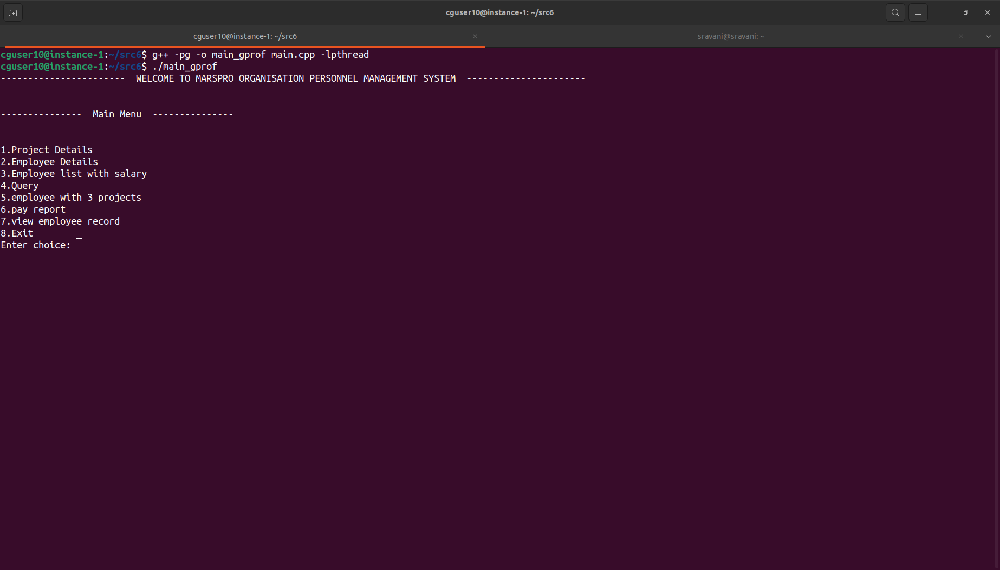 cguser10@instance-1: ~/src6
cguser10@instance-1: ~/src6
sravani@sravani: ~
cguser10@instance-1:~/src6$ g++ -pg -o main_gprof main.cpp -lpthread
cguser10@instance-1:~/src6$ ./main_gprof
-----------------------  WELCOME TO MARSPRO ORGANISATION PERSONNEL MANAGEMENT SYSTEM  ----------------------
---------------  Main Menu  ---------------
1.Project Details
2.Employee Details
3.Employee list with salary
4.Query
5.employee with 3 projects
6.pay report
7.view employee record
8.Exit
Enter choice: